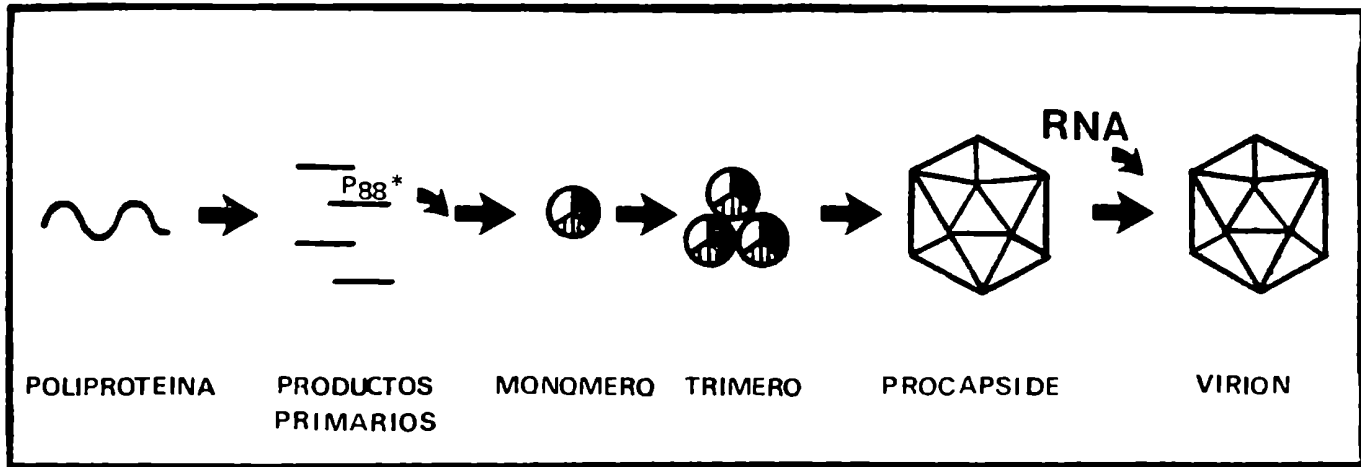 RNA
P88*
POLIPROTEINA
PRODUCTOS
PRIMARIOS
MONOMERO
TRIMERO
PROCAPSIDE
VIRION